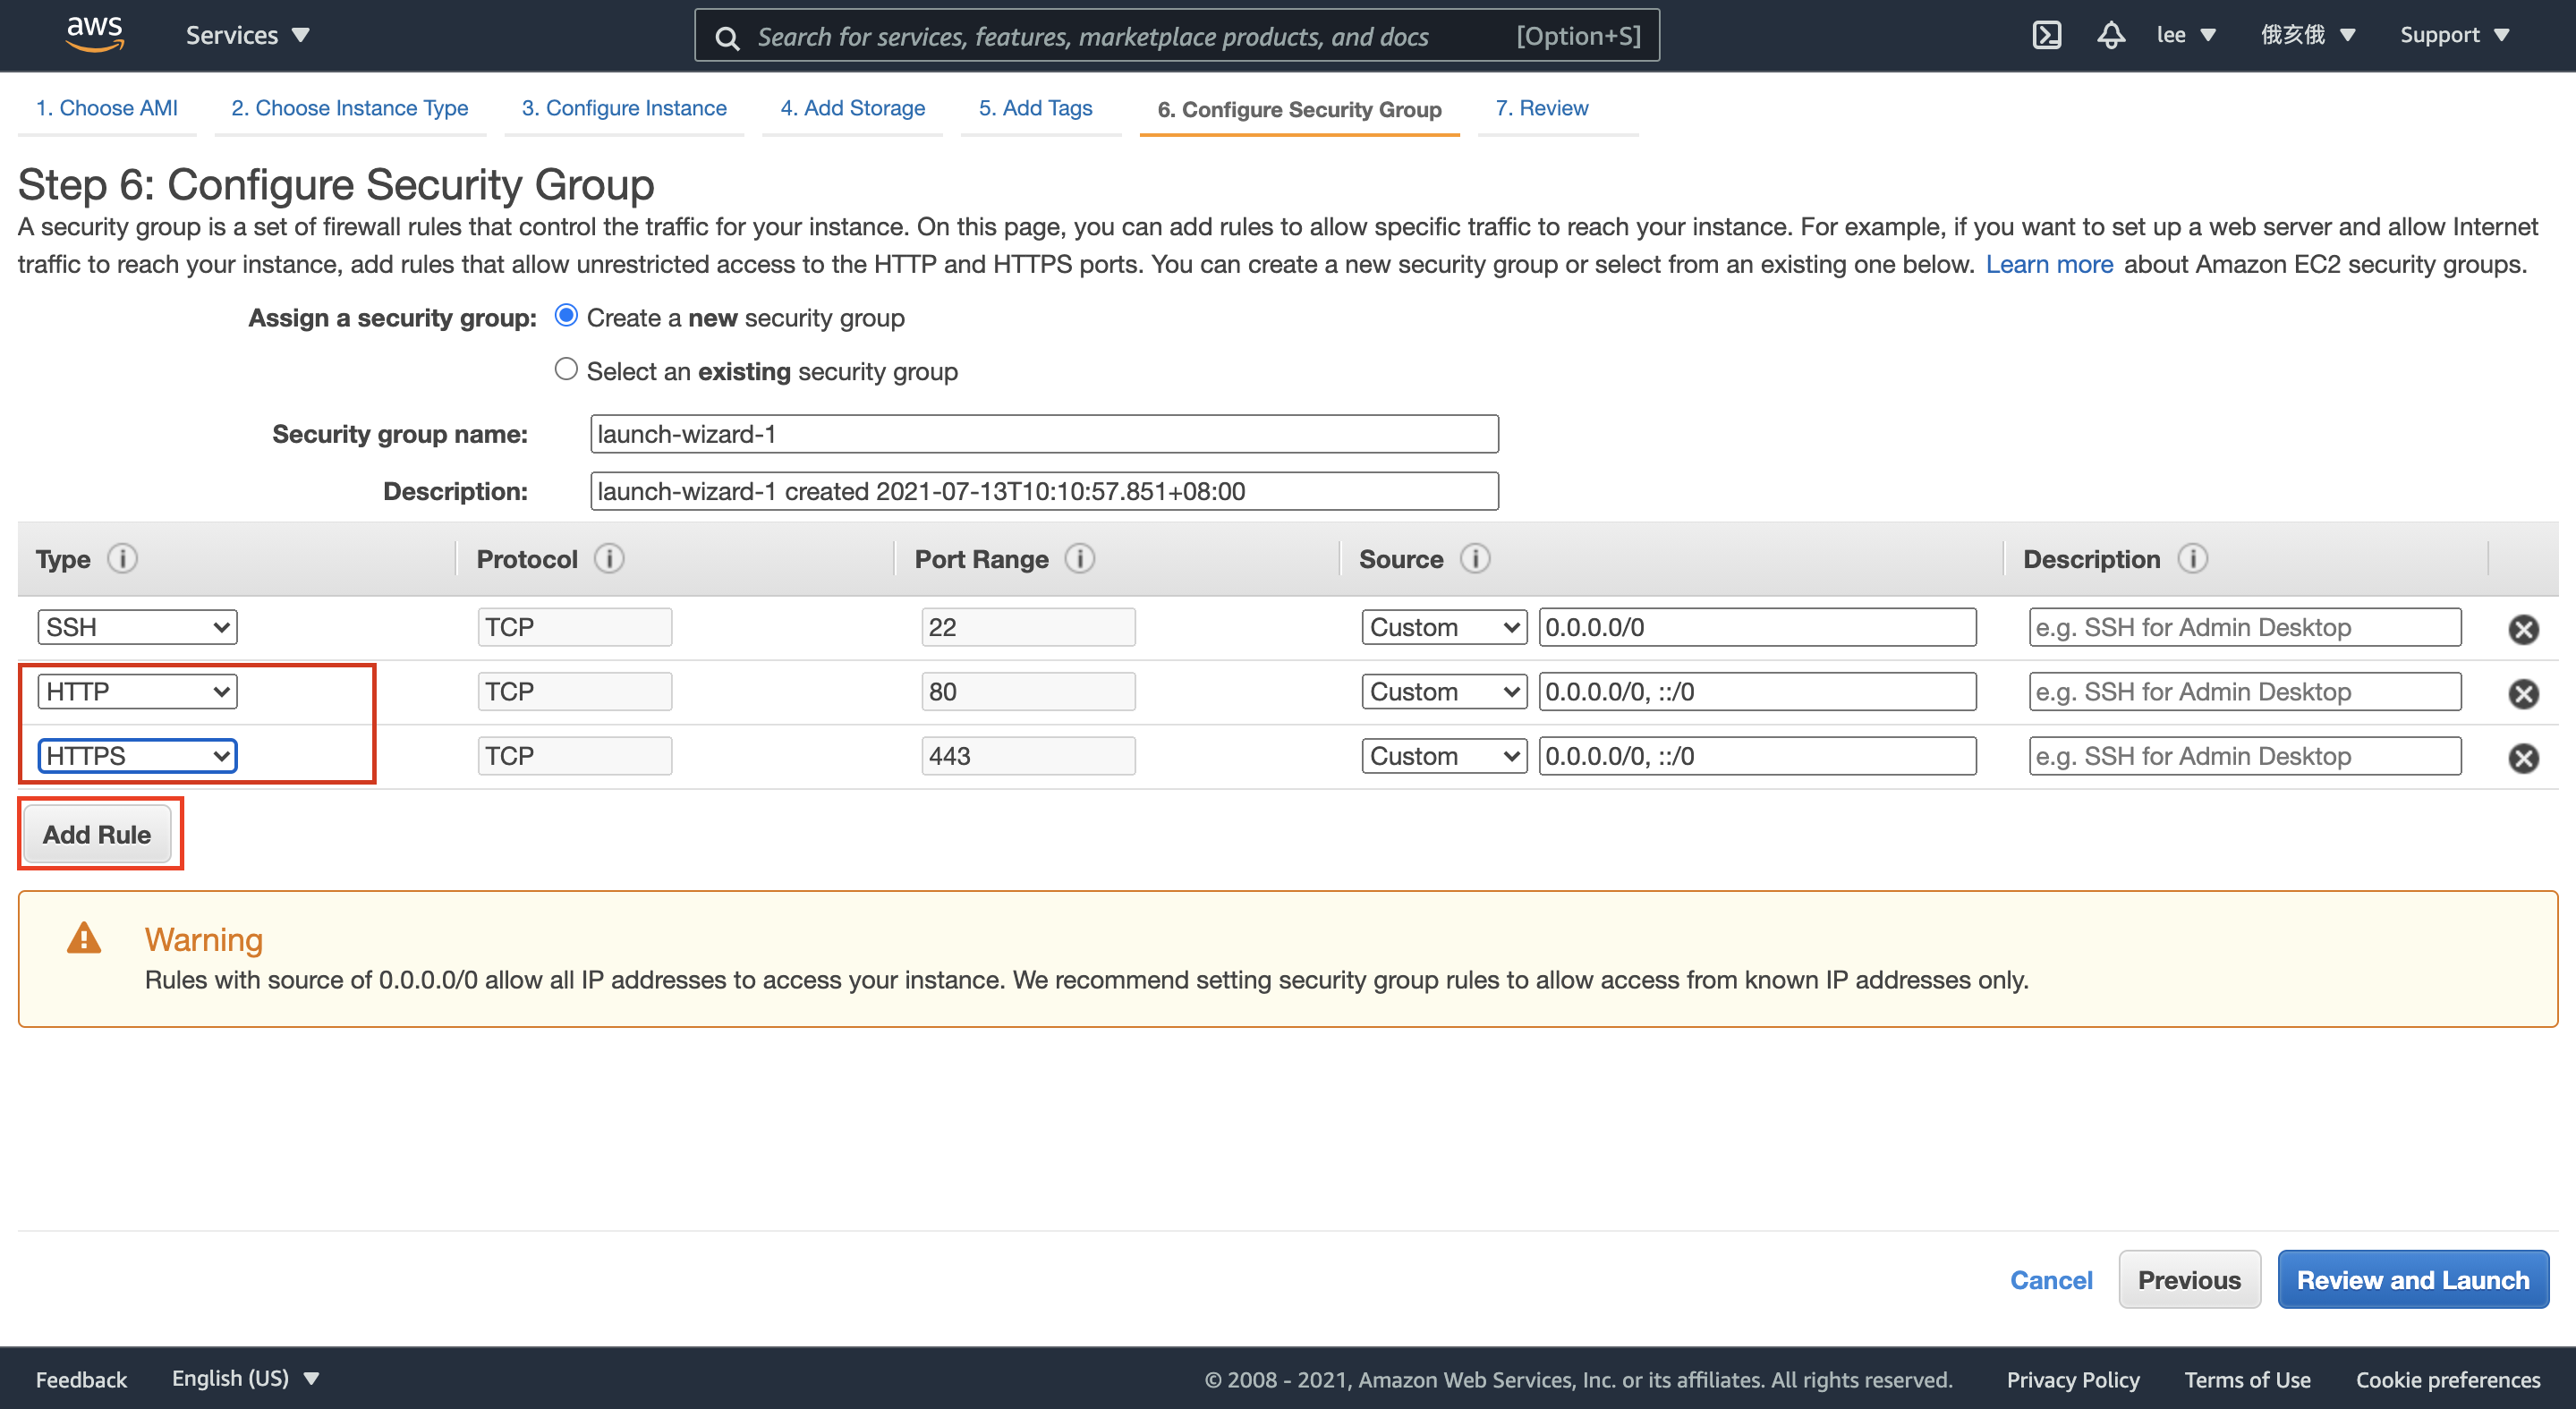 aws Services Search for services, features, marketplace products, and docs [Option+S] lee 俄亥俄 Support
1. Choose AMI 2. Choose Instance Type 3. Configure Instance 4. Add Storage 5. Add Tags 6. Configure Security Group 7. Review
Step 6: Configure Security Group
A security group is a set of firewall rules that control the traffic for your instance. On this page, you can add rules to allow specific traffic to reach your instance. For example, if you want to set up a web server and allow Internet
traffic to reach your instance, add rules that allow unrestricted access to the HTTP and HTTPS ports. You can create a new security group or select from an existing one below. Learn more about Amazon EC2 security groups.
Assign a security group: Create a new security group
Select an existing security group
Security group name: launch-wizard-1
Description: launch-wizard-1 created 2021-07-13T10:10:57.851+08:00
Type i Protocol i Port Range i Source i Description i
SSH TCP 22 Custom 0.0.0.0/0 e.g. SSH for Admin Desktop
HTTP TCP 80 Custom 0.0.0.0/0, ::/0 e.g. SSH for Admin Desktop
HTTPS TCP 443 Custom 0.0.0.0/0, ::/0 e.g. SSH for Admin Desktop
Add Rule
Warning
Rules with source of 0.0.0.0/0 allow all IP addresses to access your instance. We recommend setting security group rules to allow access from known IP addresses only.
Cancel Previous Review and Launch
Feedback English (US) © 2008 - 2021, Amazon Web Services, Inc. or its affiliates. All rights reserved. Privacy Policy Terms of Use Cookie preferences